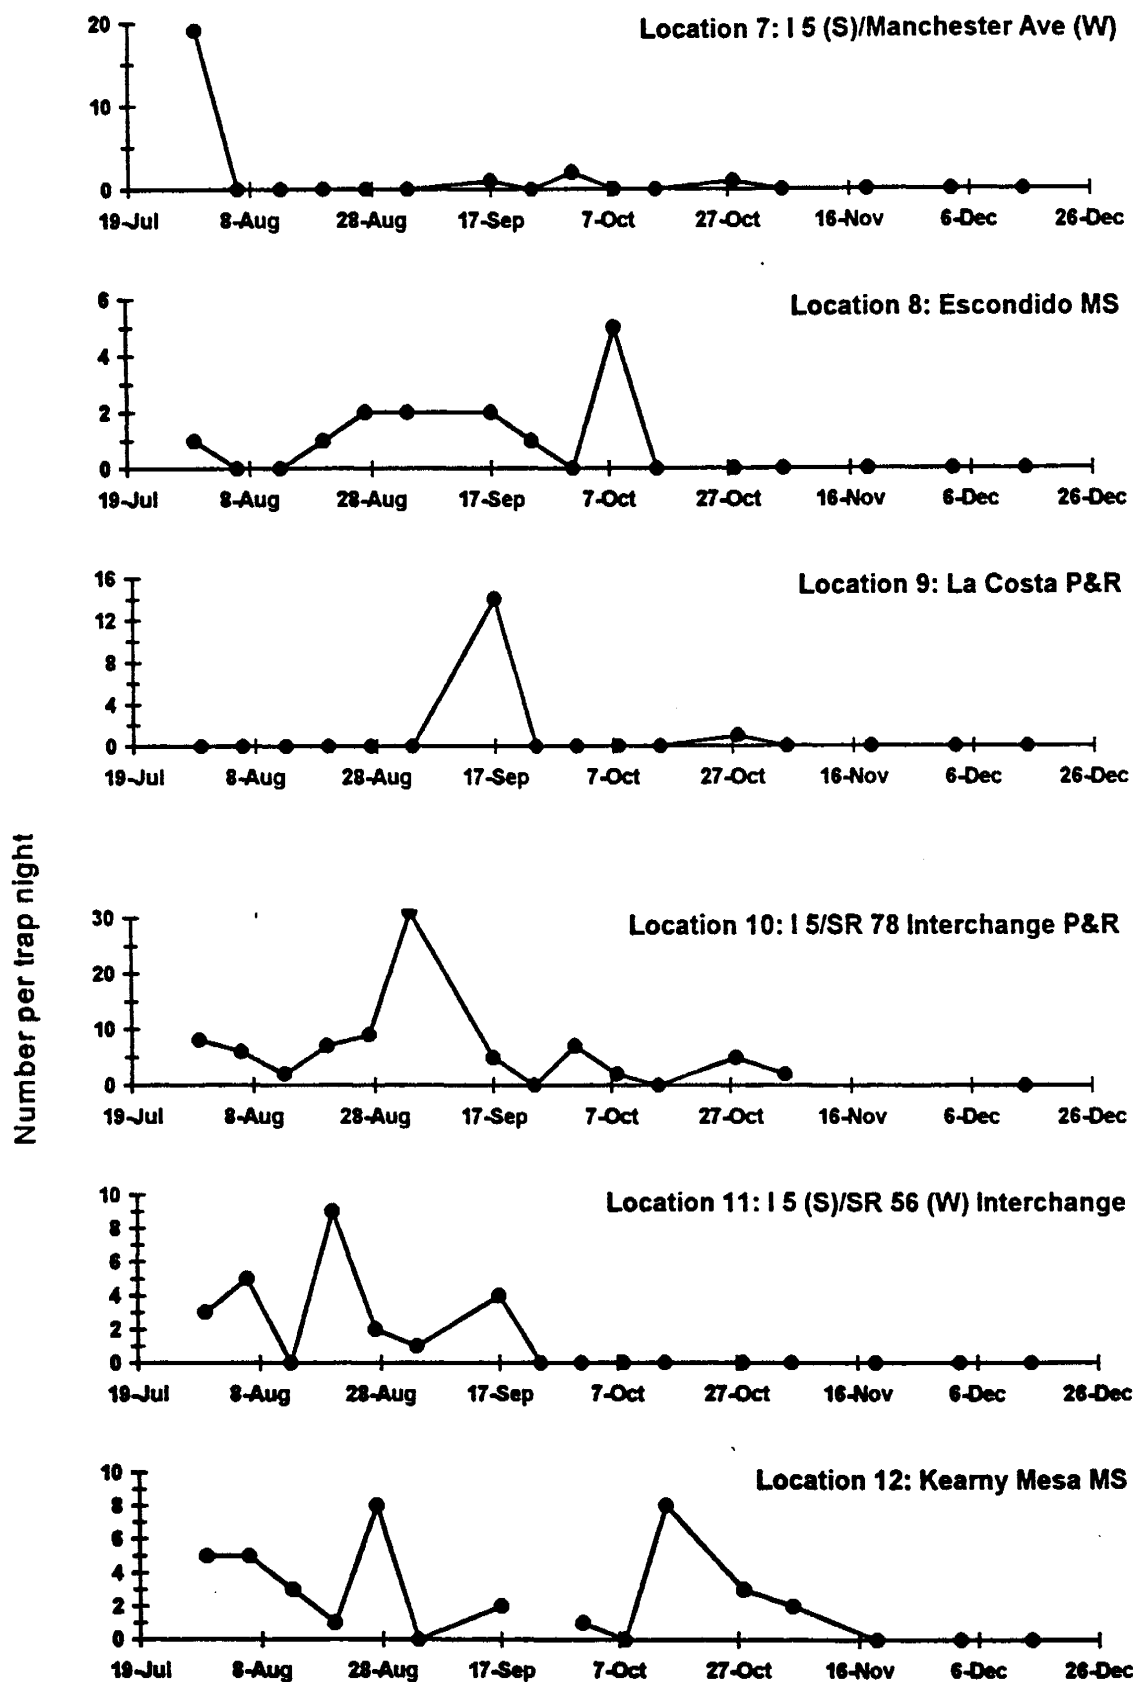 Number per trap night
Location 7: I 5 (S)/Manchester Ave (W)
20
10
0
19-Jul 8-Aug 28-Aug 17-Sep 7-Oct 27-Oct 16-Nov 6-Dec 26-Dec
Location 8: Escondido MS
6
4
2
0
19-Jul 8-Aug 28-Aug 17-Sep 7-Oct 27-Oct 16-Nov 6-Dec 26-Dec
Location 9: La Costa P&R
16
12
8
4
0
19-Jul 8-Aug 28-Aug 17-Sep 7-Oct 27-Oct 16-Nov 6-Dec 26-Dec
Location 10: I 5/SR 78 Interchange P&R
30
20
10
0
19-Jul 8-Aug 28-Aug 17-Sep 7-Oct 27-Oct 16-Nov 6-Dec 26-Dec
Location 11: I 5 (S)/SR 56 (W) Interchange
10
8
6
4
2
0
19-Jul 8-Aug 28-Aug 17-Sep 7-Oct 27-Oct 16-Nov 6-Dec 26-Dec
Location 12: Kearny Mesa MS
10
8
6
4
2
0
19-Jul 8-Aug 28-Aug 17-Sep 7-Oct 27-Oct 16-Nov 6-Dec 26-Dec